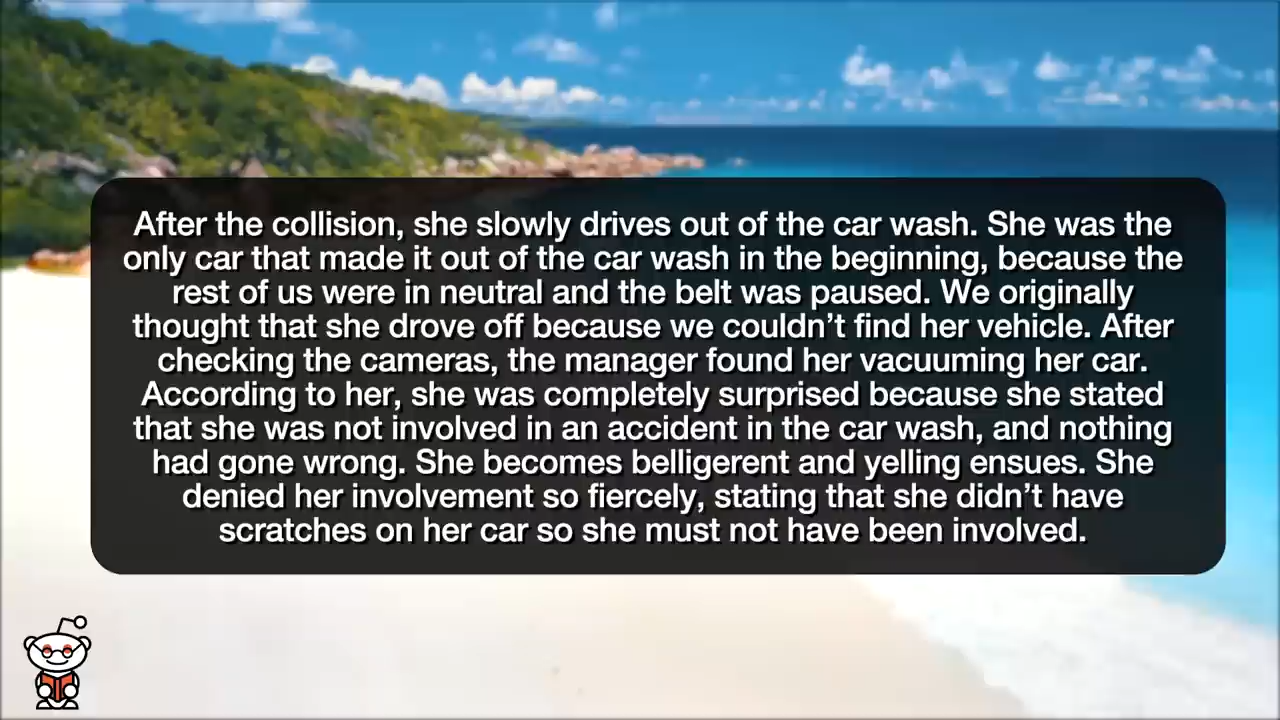 After the collision, she slowly drives out of the car wash. She was the
only car that made it out of the car wash in the beginning, because the
rest of us were in neutral and the belt was paused. We originally
thought that she drove off because we couldn’t find her vehicle. After
checking the cameras, the manager found her vacuuming her car.
According to her, she was completely surprised because she stated
that she was not involved in an accident in the car wash, and nothing
had gone wrong. She becomes belligerent and yelling ensues. She
denied her involvement so fiercely, stating that she didn’t have
scratches on her car so she must not have been involved.